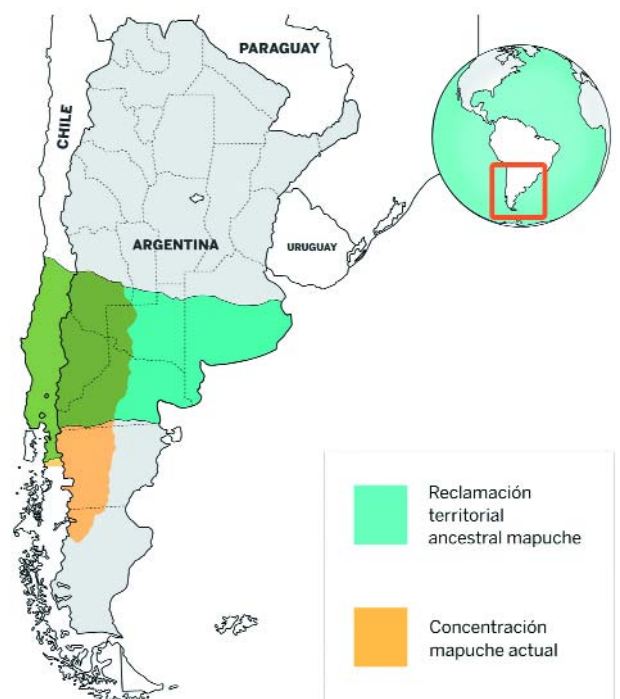 PARAGUAY
CHILE
ARGENTINA
URUGUAY
Reclamación
territorial
ancestral mapuche
Concentración
mapuche actual